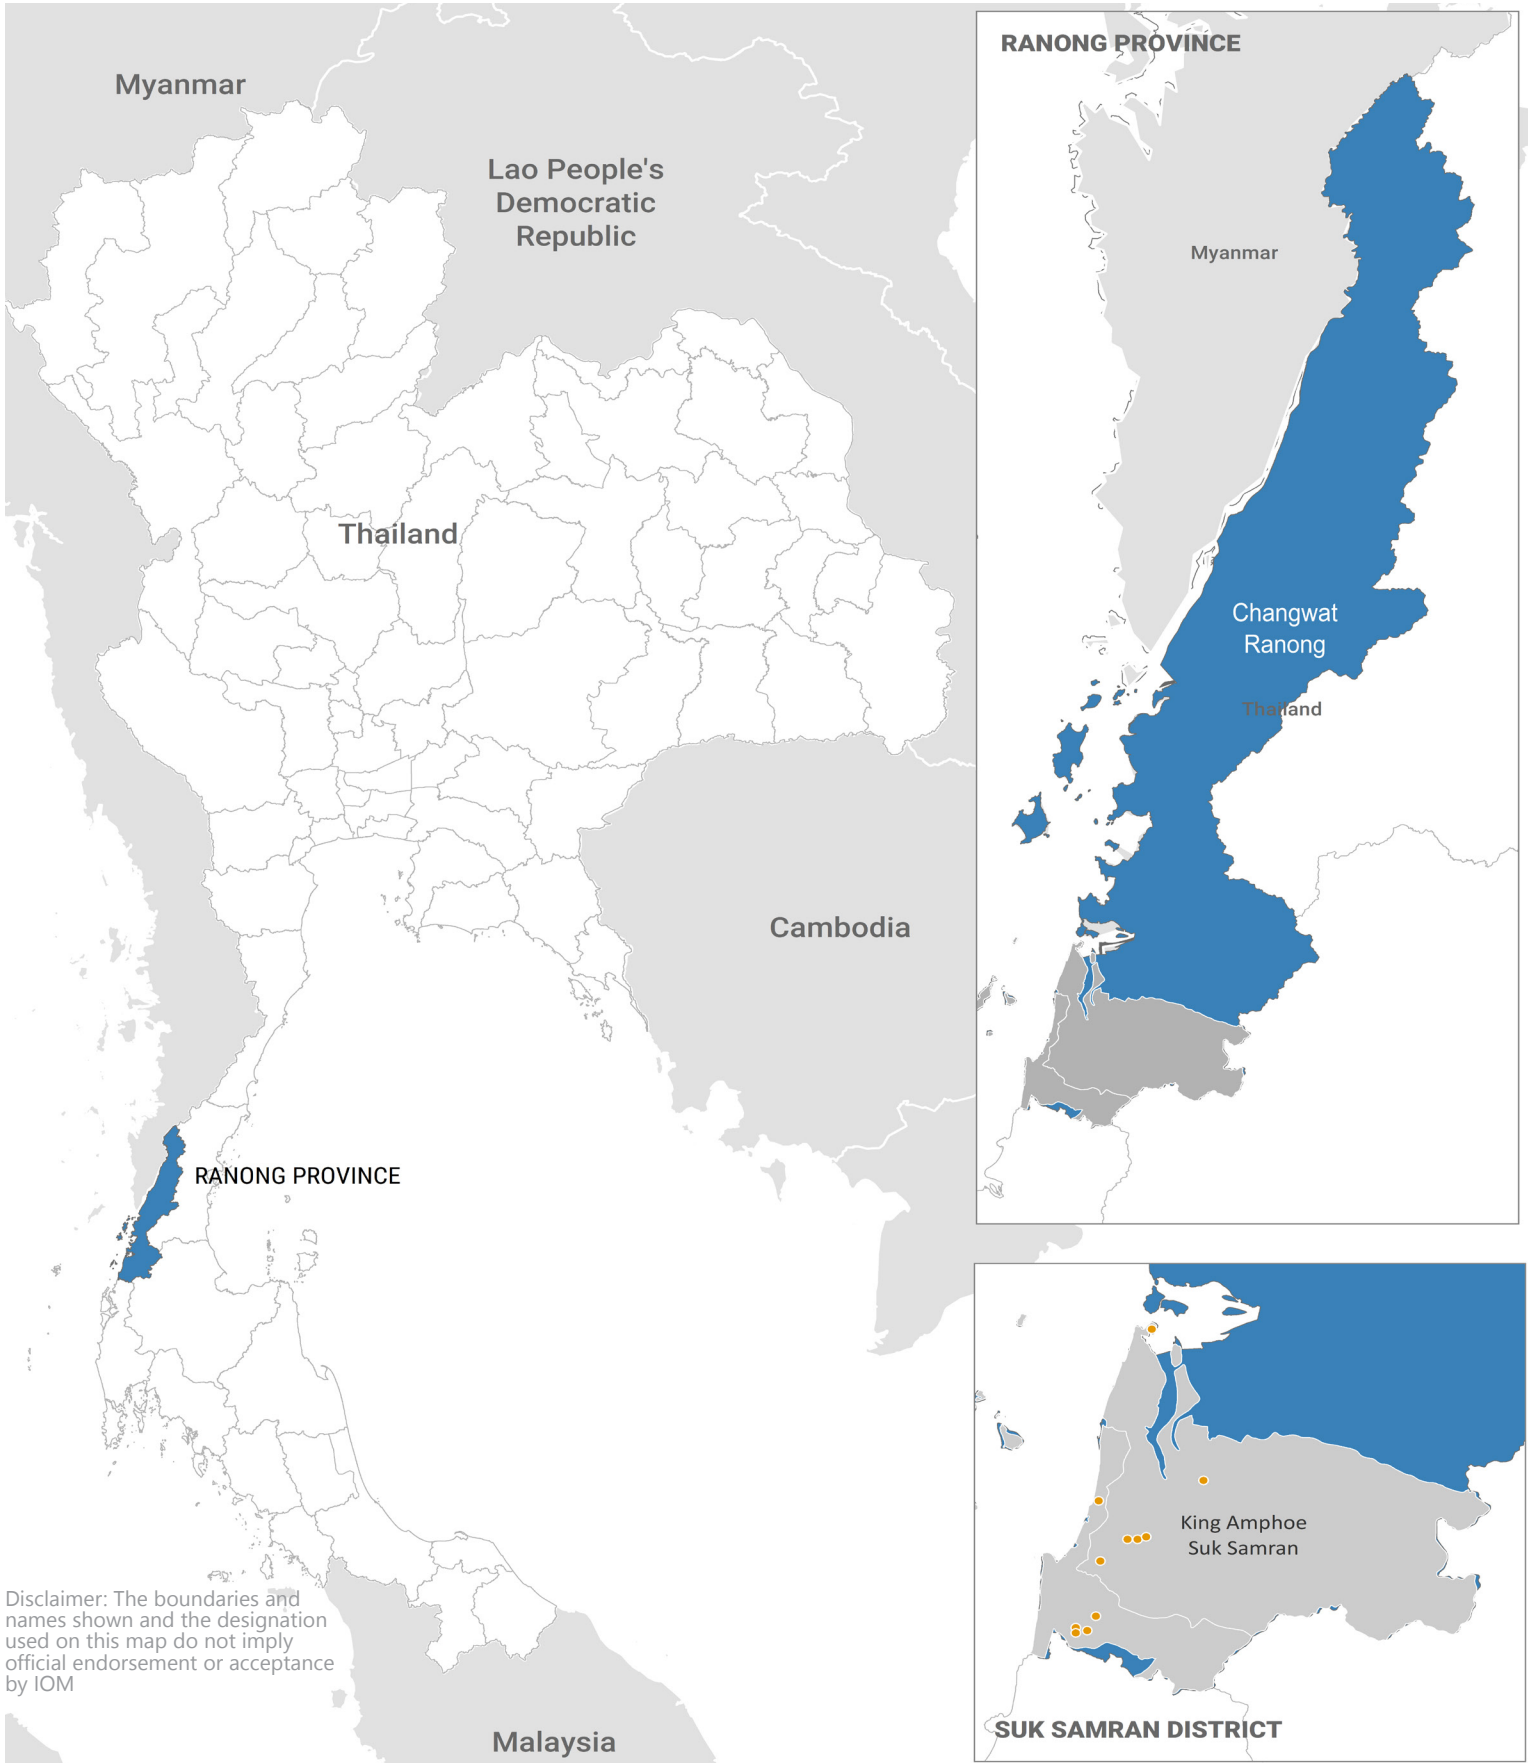 Myanmar
Lao People's
Democratic
Republic
Thailand
Cambodia
RANONG PROVINCE
Malaysia
Disclaimer: The boundaries and
names shown and the designation
used on this map do not imply
official endorsement or acceptance
by IOM
RANONG PROVINCE
Myanmar
Changwat
Ranong
Thailand
King Amphoe
Suk Samran
SUK SAMRAN DISTRICT